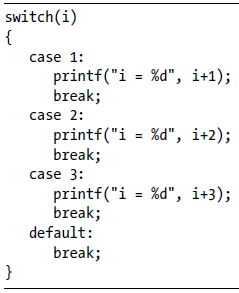 switch(i)
{
   case 1:
      printf("i = %d", i+1);
      break;
   case 2:
      printf("i = %d", i+2);
      break;
   case 3:
      printf("i = %d", i+3);
      break;
   default:
      break;
}